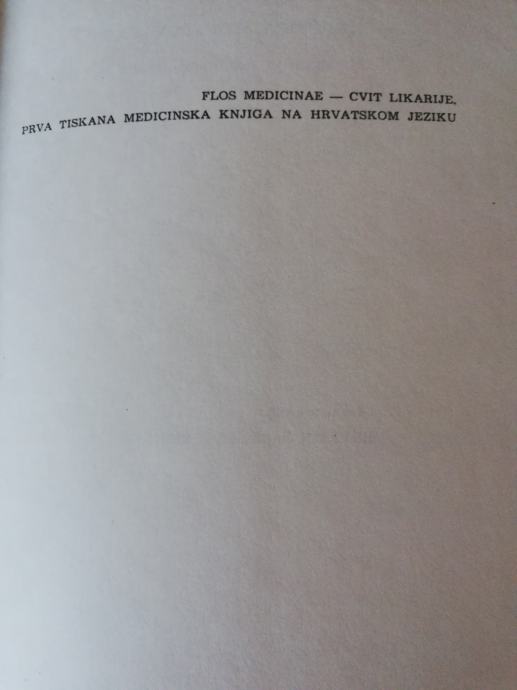 FLOS MEDICINAE — CVIT LIKARIJE,
PRVA TISKANA MEDICINSKA KNJIGA NA HRVATSKOM JEZIKU